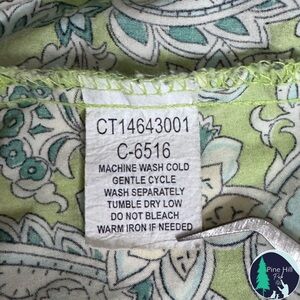 CT14643001
C-6516
MACHINE WASH COLD
GENTLE CYCLE
WASH SEPARATELY
TUMBLE DRY LOW
DO NOT BLEACH
WARM IRON IF NEEDED
Pine Hill